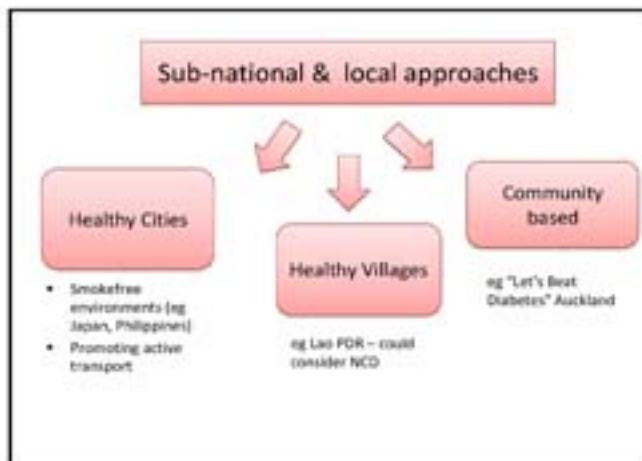 Sub-national & local approaches
Healthy Cities
• Smokefree
environments (eg
Japan, Philippines)
• Promoting active
transport
Healthy Villages
eg Lao PDR – could
consider NCD
Community
based
eg "Let's Beat
Diabetes" Auckland